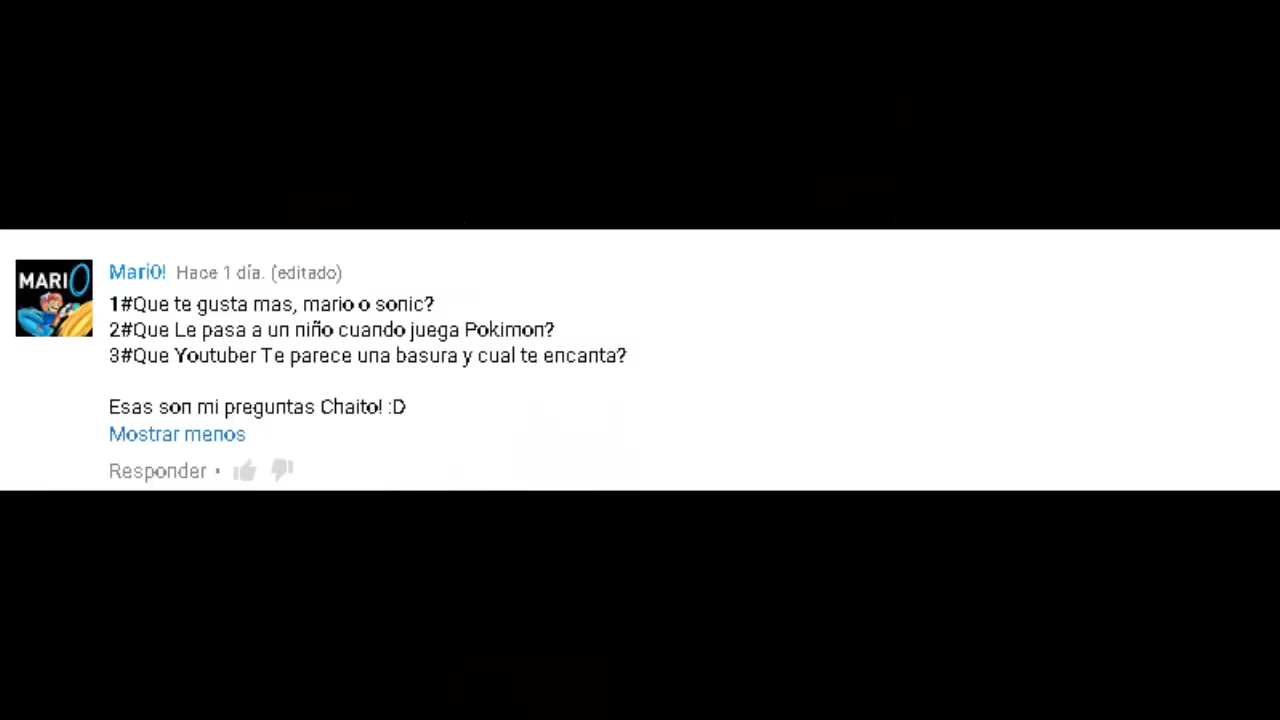 MARIO
Mari0! Hace 1 día. (editado)
1#Que te gusta mas, mario o sonic?
2#Que Le pasa a un niño cuando juega Pokimon?
3#Que Youtuber Te parece una basura y cual te encanta?
Esas son mi preguntas Chaito! :D
Mostrar menos
Responder •